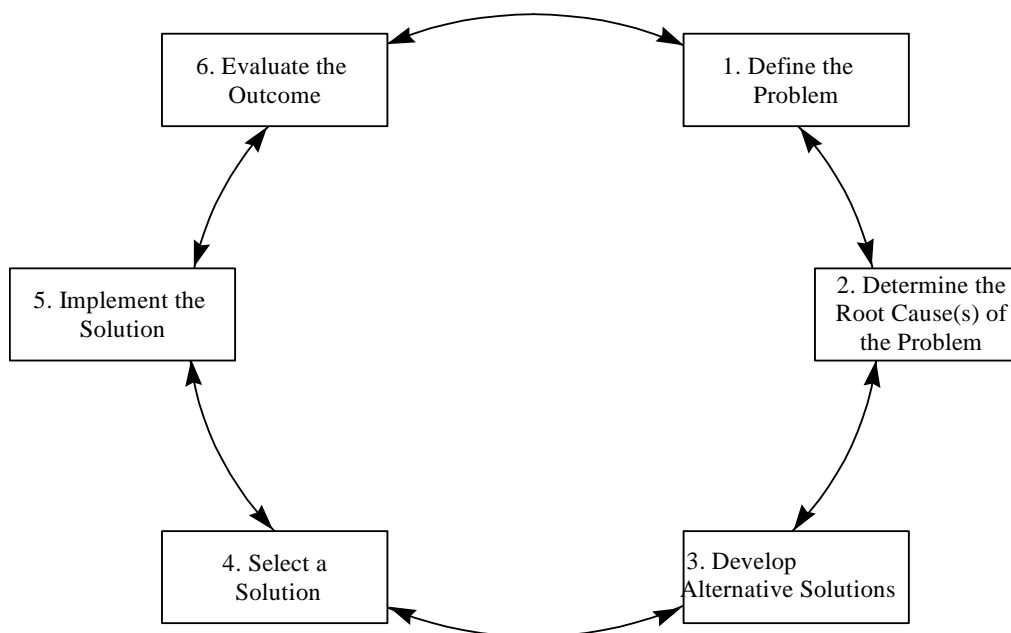 1. Define the
Problem
2. Determine the
Root Cause(s) of
the Problem
3. Develop
Alternative Solutions
4. Select a
Solution
5. Implement the
Solution
6. Evaluate the
Outcome